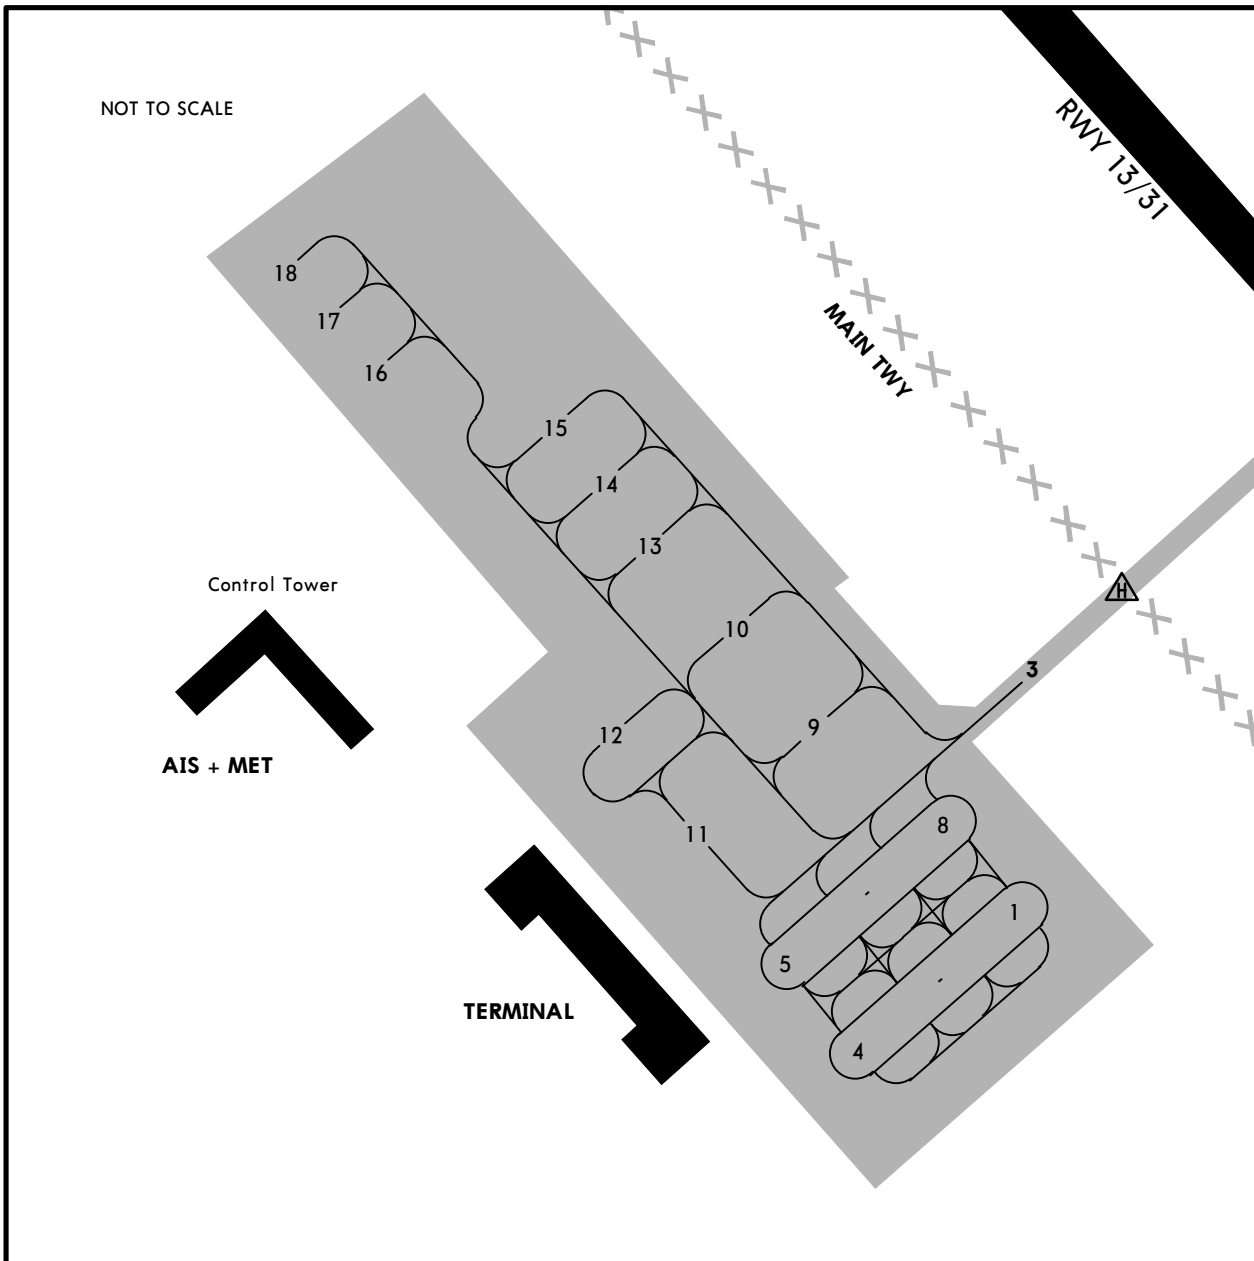 NOT TO SCALE
RWY 13/31
MAIN TWY
18
17
16
15
14
13
Control Tower
H
10
3
9
12
AIS + MET
8
11
1
5
-
-
TERMINAL
4